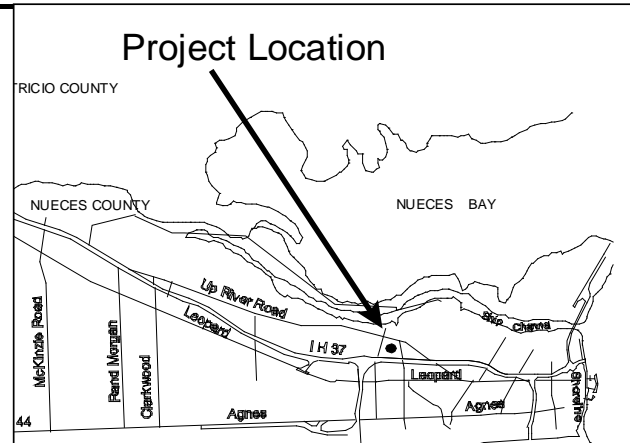 Project Location
TRICIO COUNTY
NUECES COUNTY
NUECES BAY
Up River Road
Leopard
Ship Channel
I H 37
McKinzie Road
Rand Morgan
Clarkwood
Leopard
Shoreline
Agnes
Agnes
44